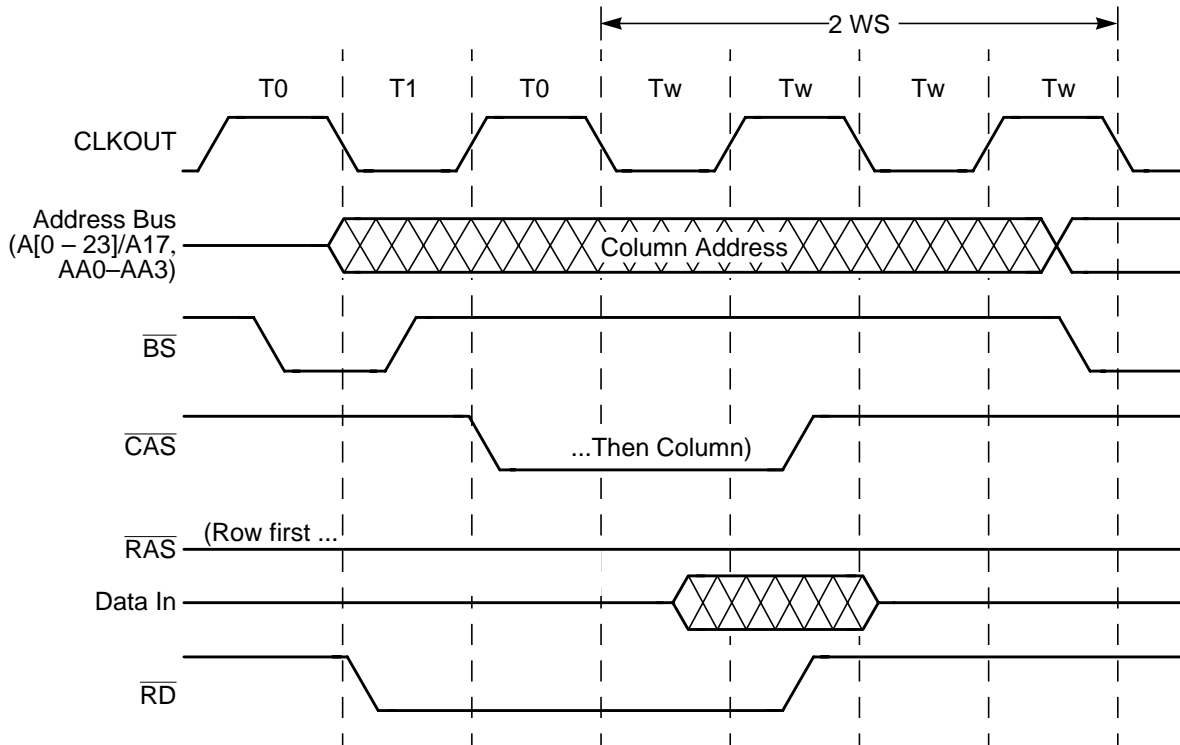 2 WS
T0 T1 T0 Tw Tw Tw Tw
CLKOUT
Address Bus
(A[0 – 23]/A17,
AA0–AA3)
Column Address
BS
CAS
...Then Column)
(Row first ...
RAS
Data In
RD